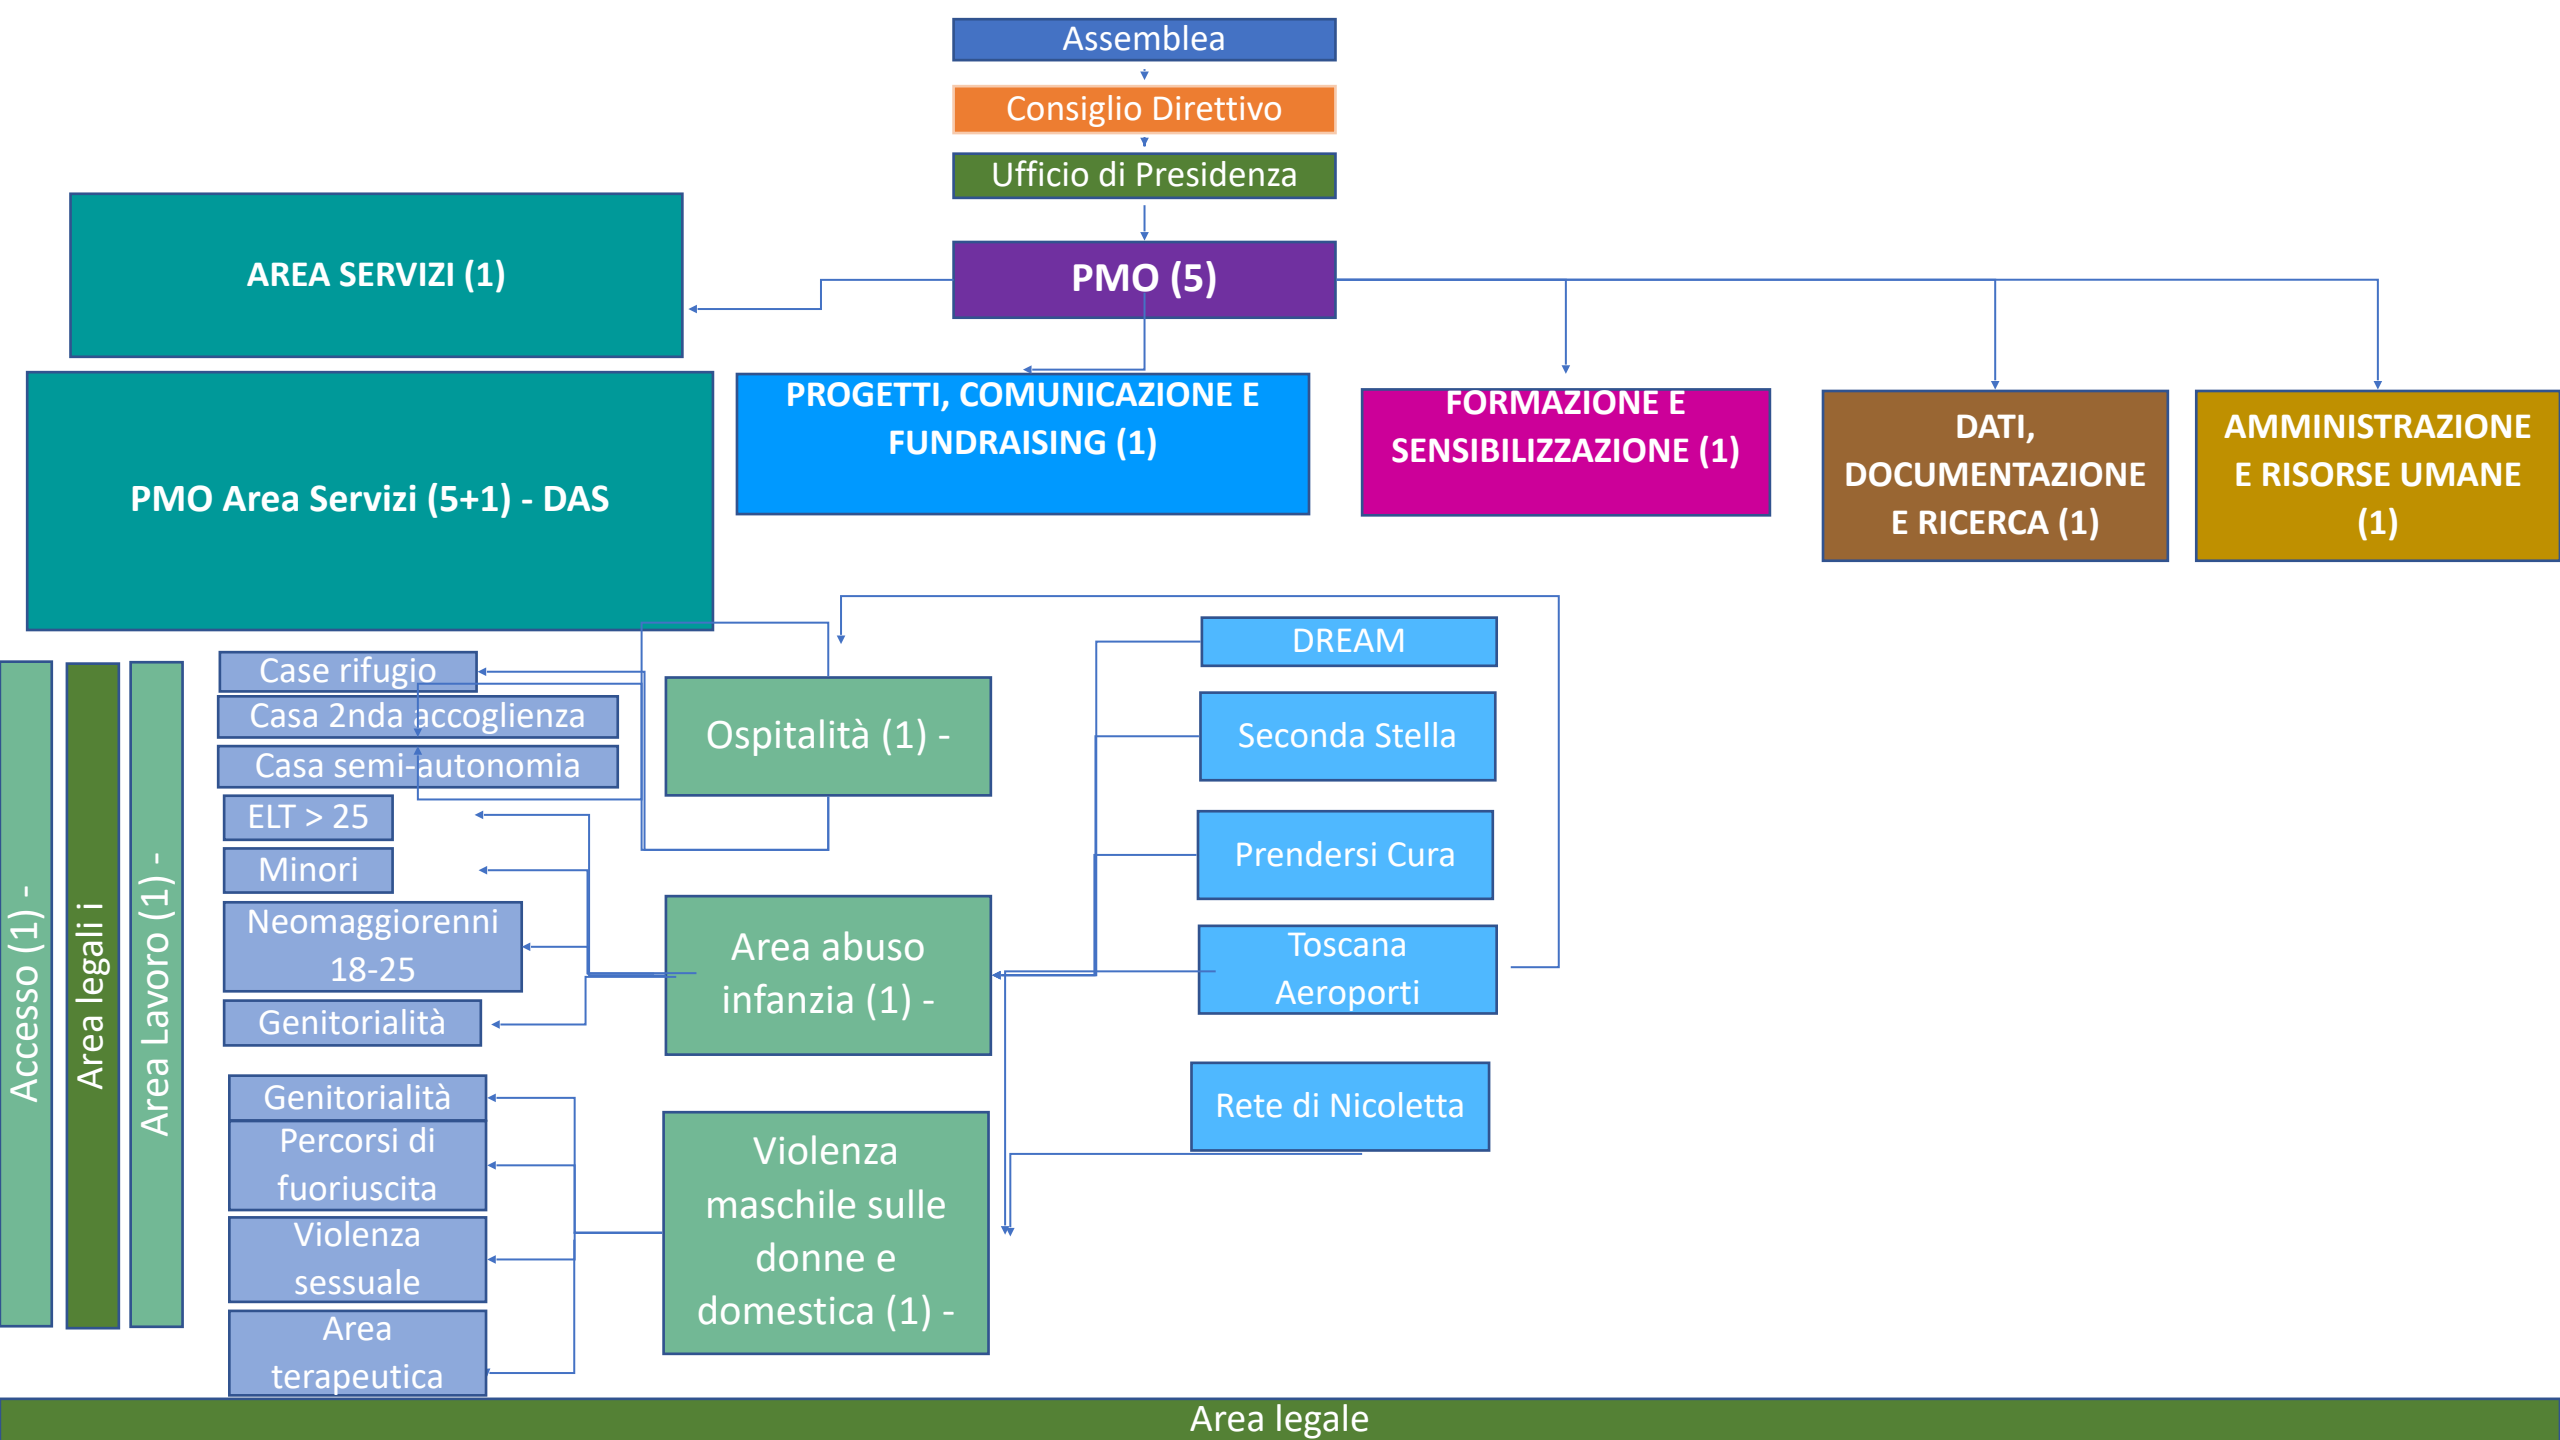 Assemblea
Consiglio Direttivo
Ufficio di Presidenza
AREA SERVIZI (1)
PMO (5)
PMO Area Servizi (5+1) - DAS
PROGETTI, COMUNICAZIONE E
FUNDRAISING (1)
FORMAZIONE E
SENSIBILIZZAZIONE (1)
DATI,
DOCUMENTAZIONE
E RICERCA (1)
AMMINISTRAZIONE
E RISORSE UMANE
(1)
Accesso (1) -
Area legali i
Area Lavoro (1) -
Case rifugio
Casa 2nda accoglienza
Casa semi-autonomia
ELT > 25
Minori
Neomaggiorenni
18-25
Genitorialità
Genitorialità
Percorsi di
fuoriuscita
Violenza
sessuale
Area
terapeutica
Ospitalità (1) -
Area abuso
infanzia (1) -
Violenza
maschile sulle
donne e
domestica (1) -
DREAM
Seconda Stella
Prendersi Cura
Toscana
Aeroporti
Rete di Nicoletta
Area legale